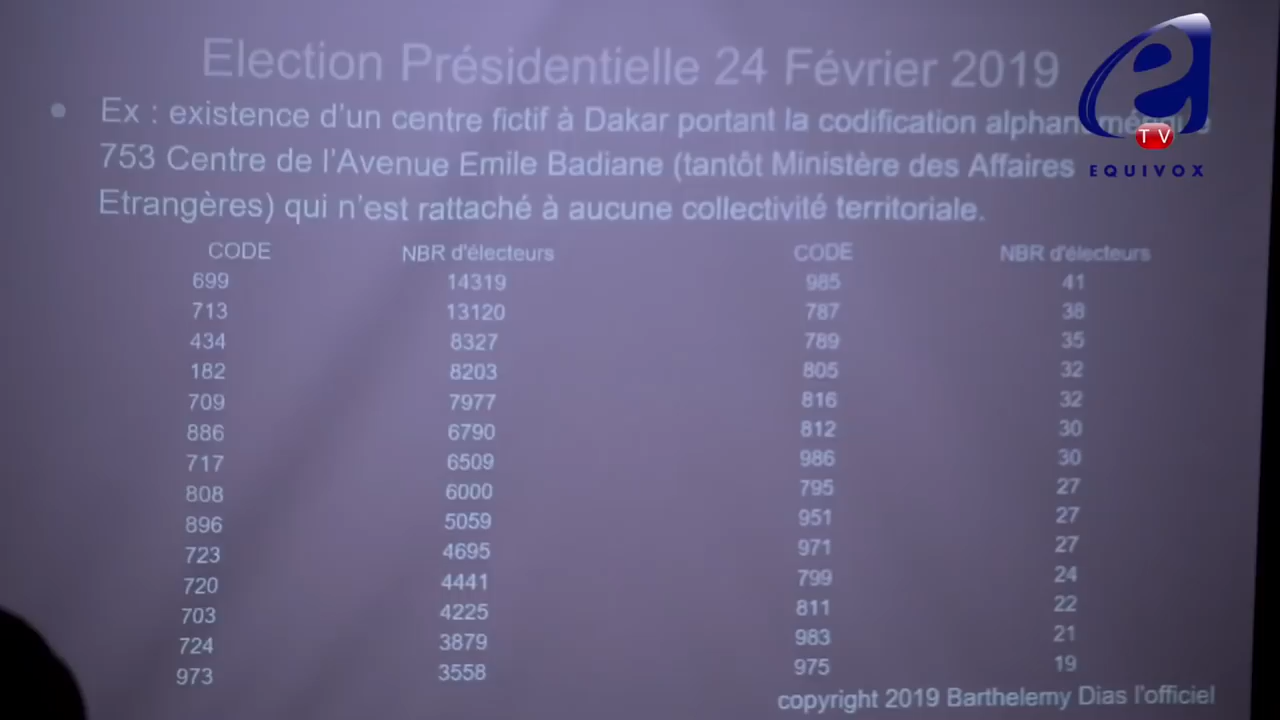 Election Présidentielle 24 Février 2019
• Ex : existence d'un centre fictif à Dakar portant la codification
753 Centre de l'Avenue Emile Badiane (tantôt Ministère des Affaires
Etrangères) qui n'est rattaché à aucune collectivité territoriale.
CODE NBR d'électeurs CODE NBR d'électeurs
699 14319 985 41
713 13120 787 38
434 8327 789 35
182 8203 805 32
709 7977 816 32
886 6790 812 30
717 6509 986 30
808 6000 795 27
896 5059 951 27
723 4695 971 27
720 4441 799 24
703 4225 811 22
724 3879 983 21
973 3558 975 19
copyright 2019 Barthelemy Dias l'officiel
e
TV
EQUIVOX